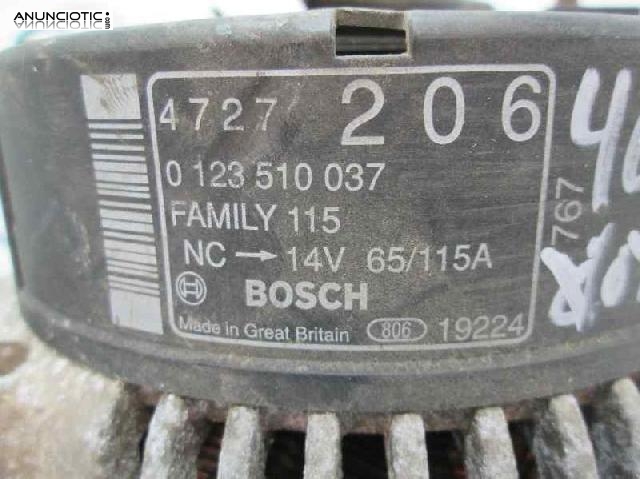 ANUNCIOTIC.com
4727 206
0 123 510 037
FAMILY 115
NC → 14V 65/115A
BOSCH
Made in Great Britain 806 19224
767